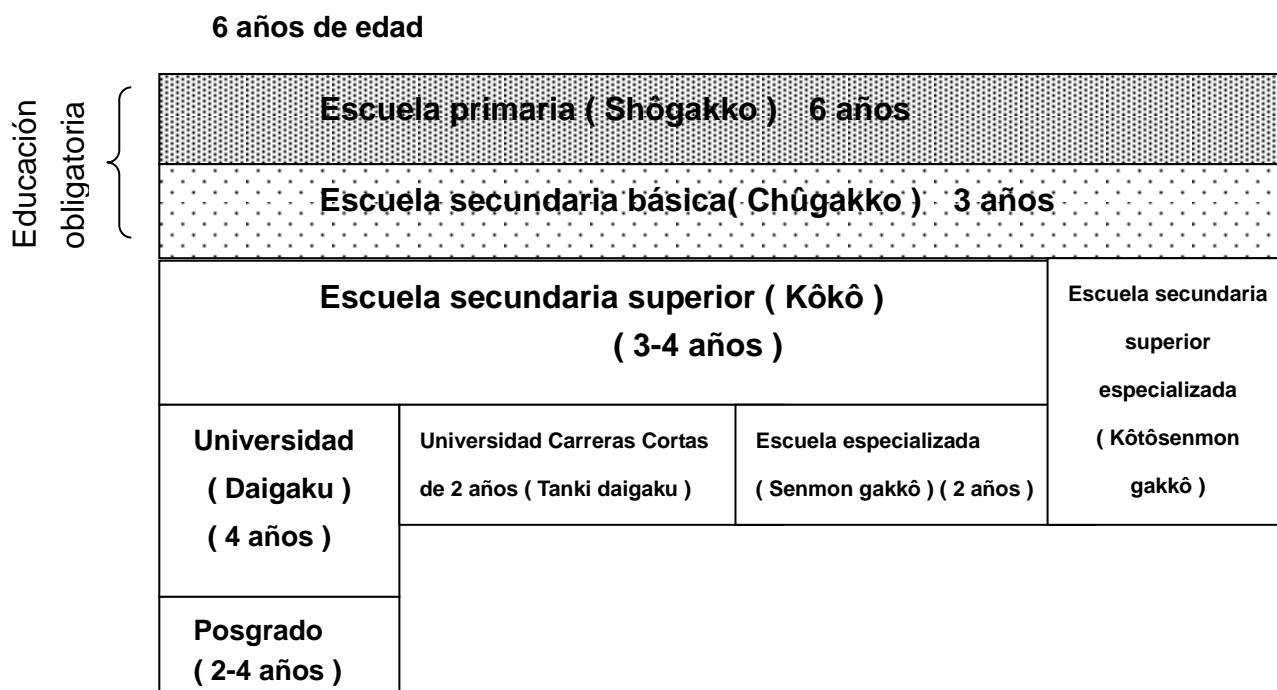 6 años de edad
Educación
obligatoria
Escuela primaria ( Shôgakko ) 6 años
Escuela secundaria básica( Chûgakko ) 3 años
Escuela secundaria superior ( Kôkô )
( 3-4 años )
Escuela secundaria
superior
especializada
( Kôtôsenmon
gakkô )
Universidad
( Daigaku )
( 4 años )
Universidad Carreras Cortas
de 2 años ( Tanki daigaku )
Escuela especializada
( Senmon gakkô ) ( 2 años )
Posgrado
( 2-4 años )